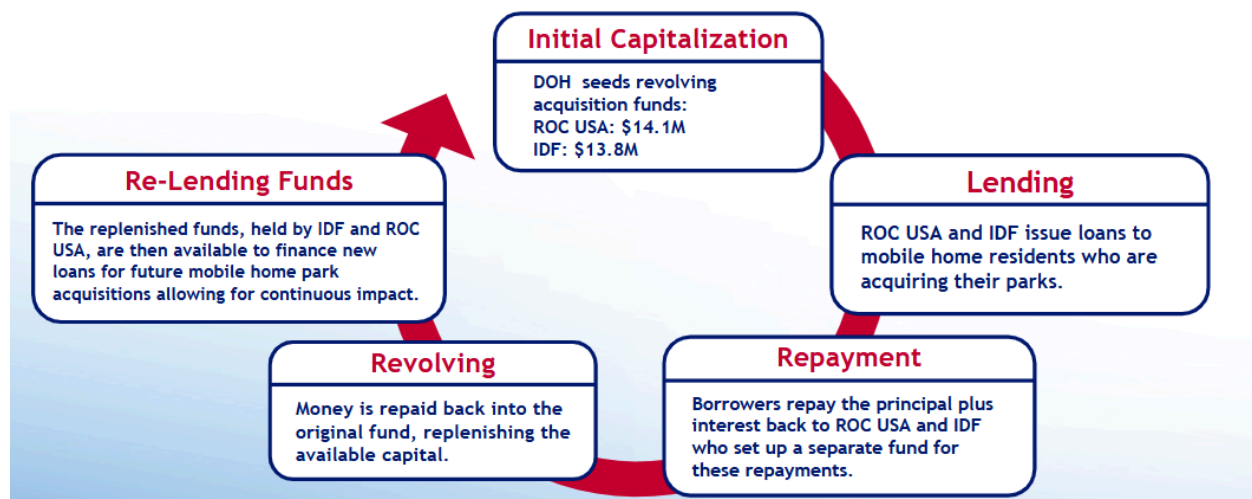 Initial Capitalization
DOH seeds revolving
acquisition funds:
ROC USA: $14.1M
IDF: $13.8M
Lending
ROC USA and IDF issue loans to
mobile home residents who are
acquiring their parks.
Repayment
Borrowers repay the principal plus
interest back to ROC USA and IDF
who set up a separate fund for
these repayments.
Revolving
Money is repaid back into the
original fund, replenishing the
available capital.
Re-Lending Funds
The replenished funds, held by IDF and ROC
USA, are then available to finance new
loans for future mobile home park
acquisitions allowing for continuous impact.